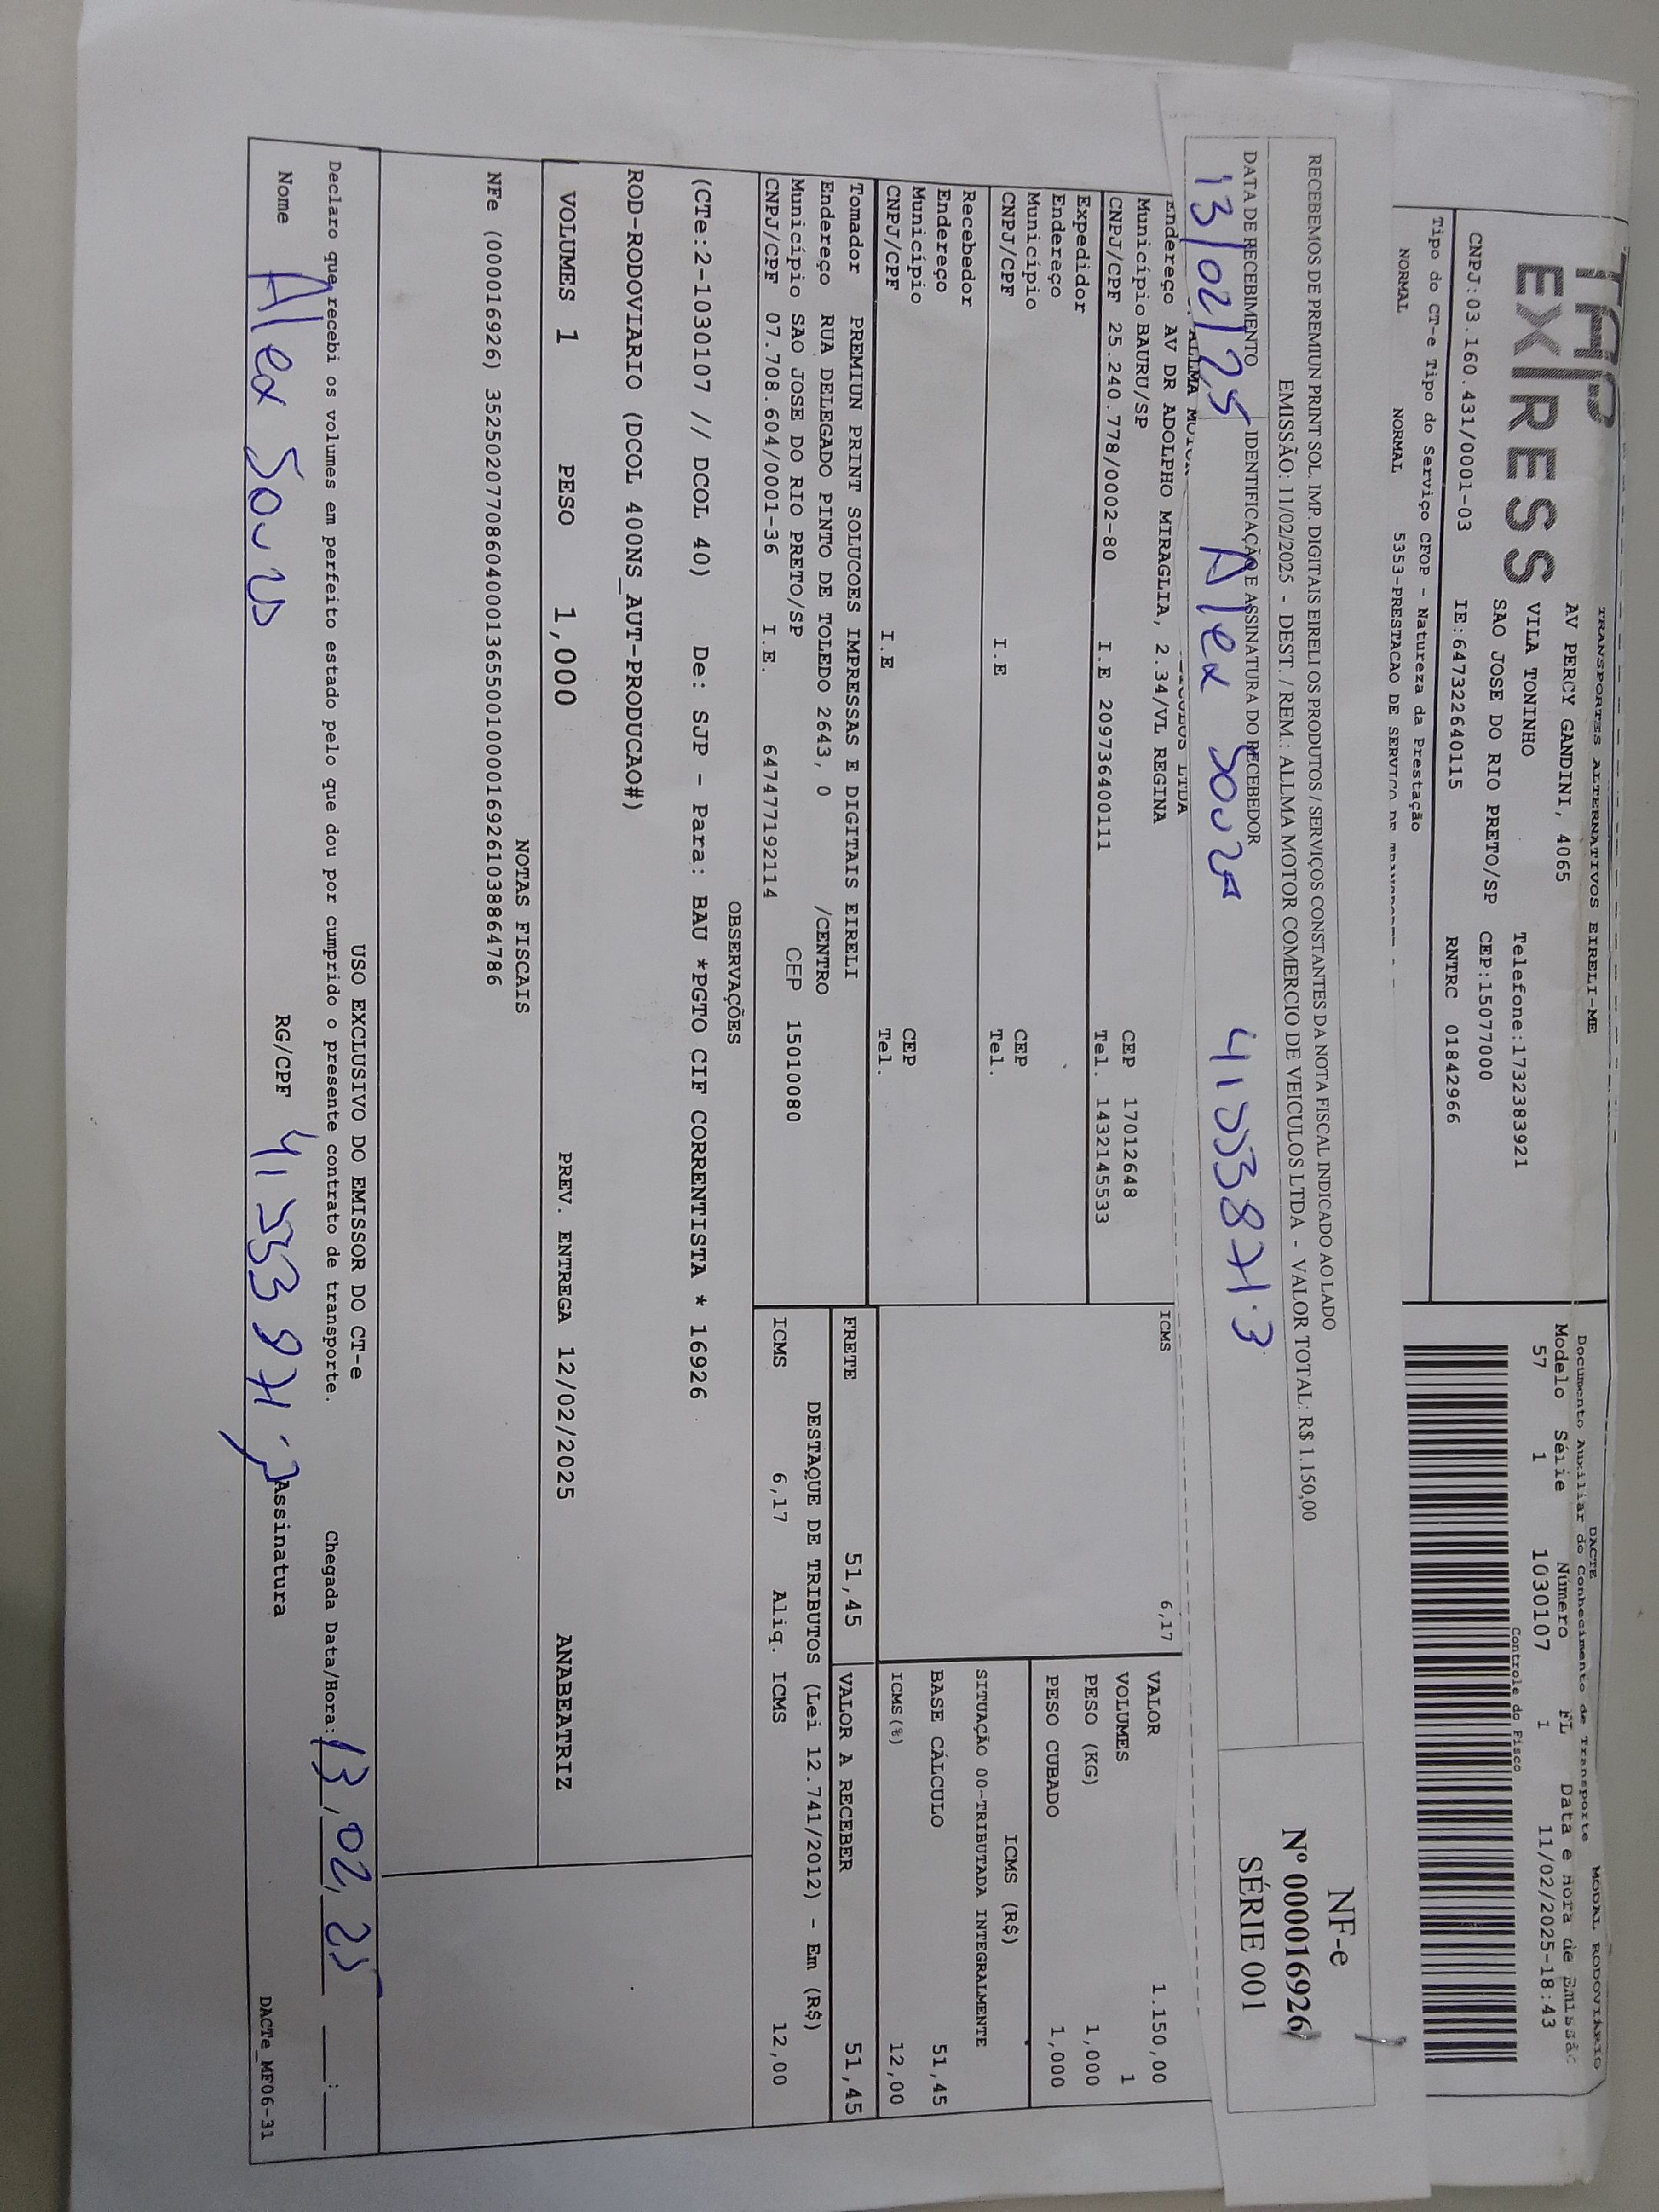 TRANSPORTES ALTERNATIVOS EIRELI-ME
TAP
EXPRESS
AV PERCY GANDINI, 4065
VILA TONINHO
Telefone:1732383921
SAO JOSE DO RIO PRETO/SP CEP:15077000
CNPJ:03.160.431/0001-03 IE:647322640115 RNTRC 01842966
DACTE MODAL RODOVIÁRIO
Documento Auxiliar do Conhecimento de Transporte
Modelo Série Número FL Data e Hora de Emissão
57 1 1030107 1 11/02/2025-18:43
Controle do Fisco
Tipo do CT-e Tipo do Serviço CFOP - Natureza da Prestação
NORMAL NORMAL 5353-PRESTACAO DE SERVICO DE
RECEBEMOS DE PREMIUN PRINT SOL. IMP. DIGITAIS EIRELI OS PRODUTOS / SERVIÇOS CONSTANTES DA NOTA FISCAL INDICADO AO LADO
EMISSÃO: 11/02/2025 - DEST. / REM.: ALLMA MOTOR COMERCIO DE VEICULOS LTDA - VALOR TOTAL: R$ 1.150,00
DATA DE RECEBIMENTO IDENTIFICAÇÃO E ASSINATURA DO RECEBEDOR
13/02/25 Alex Souza
NF-e
Nº 000016926
SÉRIE 001
Endereço AV DR ADOLPHO MIRAGLIA, 2.34/VL REGINA
Município BAURU/SP CEP 17012648
CNPJ/CPF 25.240.778/0002-80 I.E 209736400111 Tel. 1432145533
Expedidor
Endereço
Município CEP
CNPJ/CPF I.E Tel.
Recebedor
Endereço
Município CEP
CNPJ/CPF I.E Tel.
ICMS 6,17
VALOR 1.150,00
VOLUMES 1
PESO (KG) 1,000
PESO CUBADO 1,000
ICMS (R$)
SITUAÇÃO 00-TRIBUTADA INTEGRALMENTE
BASE CÁLCULO 51,45
ICMS(%) 12,00
Tomador PREMIUN PRINT SOLUCOES IMPRESSAS E DIGITAIS EIRELI
Endereço RUA DELEGADO PINTO DE TOLEDO 2643, 0 /CENTRO
Município SAO JOSE DO RIO PRETO/SP CEP 15010080
CNPJ/CPF 07.708.604/0001-36 I.E. 647477192114
FRETE 51,45 VALOR A RECEBER 51,45
DESTAQUE DE TRIBUTOS (Lei 12.741/2012) - Em (R$)
ICMS 6,17 Aliq. ICMS 12,00
OBSERVAÇÕES
(CTe:2-1030107 // DCOL 40) De: SJP - Para: BAU *PGTO CIF CORRENTISTA * 16926
ROD-RODOVIARIO (DCOL 400NS_AUT-PRODUCAO#)
VOLUMES 1 PESO 1,000 PREV. ENTREGA 12/02/2025 ANABEATRIZ
NOTAS FISCAIS
NFe (000016926) 35250207708604000136550010000169261038864786
USO EXCLUSIVO DO EMISSOR DO CT-e
Declaro que recebi os volumes em perfeito estado pelo que dou por cumprido o presente contrato de transporte. Chegada Data/Hora: 13, 02, 25
Nome Alex Souza RG/CPF Assinatura
DACTe_MF06-31